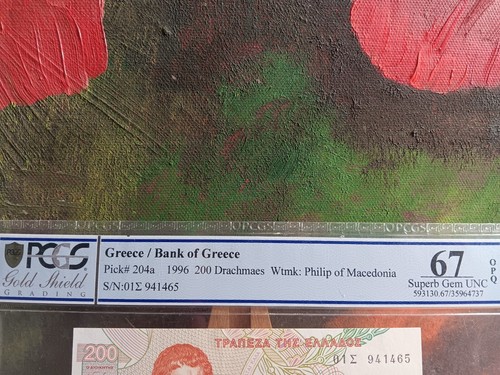 PCGS
Gold Shield
GRADING
Greece / Bank of Greece
Pick# 204a 1996 200 Drachmaes Wtmk: Philip of Macedonia
S/N:01Σ 941465
67
Superb Gem UNC
593130.67/35964737
OPQ
200
ΤΡΑΠΕΖΑ ΤΗΣ ΕΛΛΑΔΟΣ
01Σ 941465